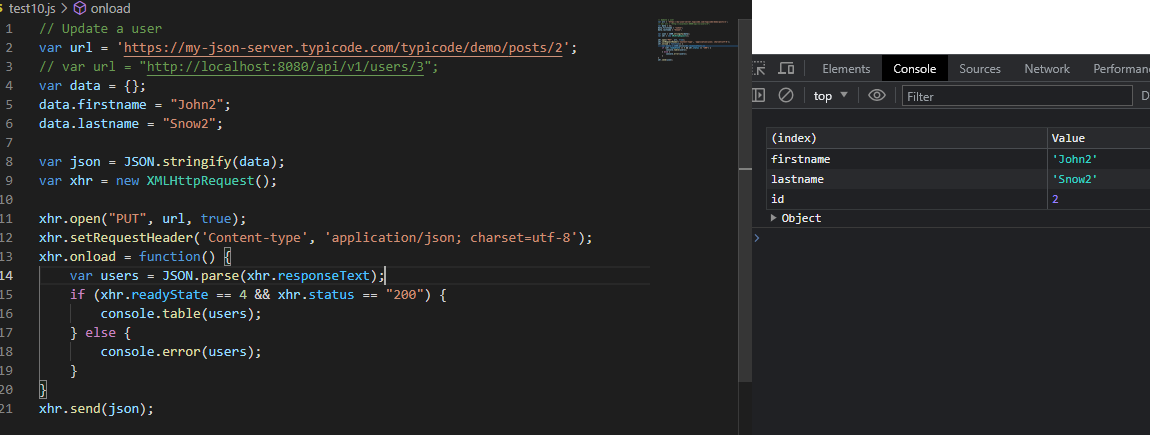 test10.js > onload
1 // Update a user
2 var url = 'https://my-json-server.typicode.com/typicode/demo/posts/2';
3 // var url = "http://localhost:8080/api/v1/users/3";
4 var data = {};
5 data.firstname = "John2";
6 data.lastname = "Snow2";
7
8 var json = JSON.stringify(data);
9 var xhr = new XMLHttpRequest();
10
11 xhr.open("PUT", url, true);
12 xhr.setRequestHeader('Content-type', 'application/json; charset=utf-8');
13 xhr.onload = function() {
14 var users = JSON.parse(xhr.responseText);
15 if (xhr.readyState == 4 && xhr.status == "200") {
16 console.table(users);
17 } else {
18 console.error(users);
19 }
20 }
21 xhr.send(json);
Elements Console Sources Network Performan
top Filter D
(index) Value
firstname 'John2'
lastname 'Snow2'
id 2
Object